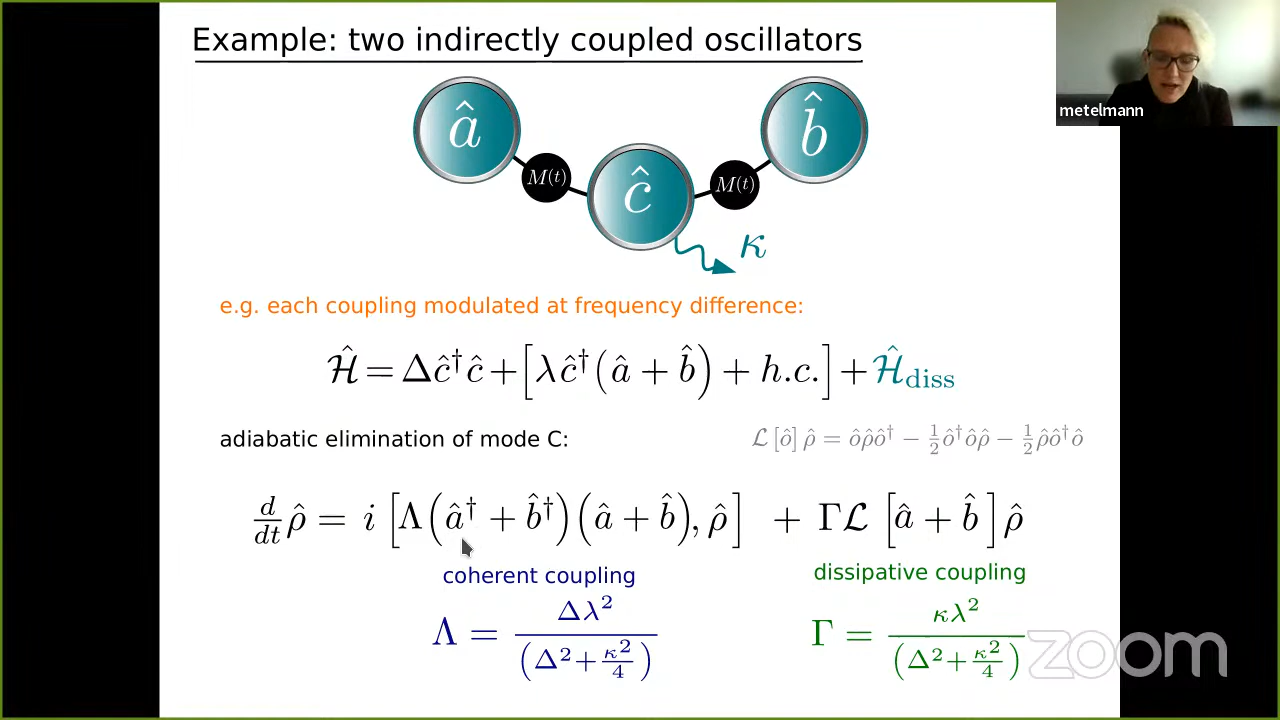 Example: two indirectly coupled oscillators
metelmann
â
b̂
M(t)
ĉ
M(t)
κ
e.g. each coupling modulated at frequency difference:
Ĥ = Δĉ†ĉ + [λĉ†(â + b̂) + h.c.] + Ĥ_diss
adiabatic elimination of mode C:
ℒ[ô]ρ̂ = ôρ̂ô† − ½ô†ôρ̂ − ½ρ̂ô†ô
d/dt ρ̂ = i [Λ(â† + b̂†)(â + b̂), ρ̂] + Γℒ [â + b̂]ρ̂
coherent coupling
dissipative coupling
Λ = Δλ² / (Δ² + κ²/4)
Γ = κλ² / (Δ² + κ²/4)
zoom